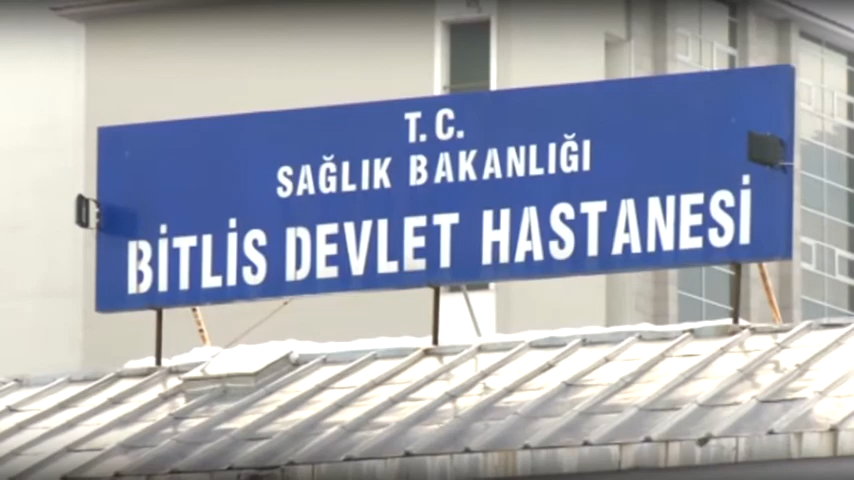 T. C.
SAĞLIK BAKANLIĞI
BİTLİS DEVLET HASTANESİ